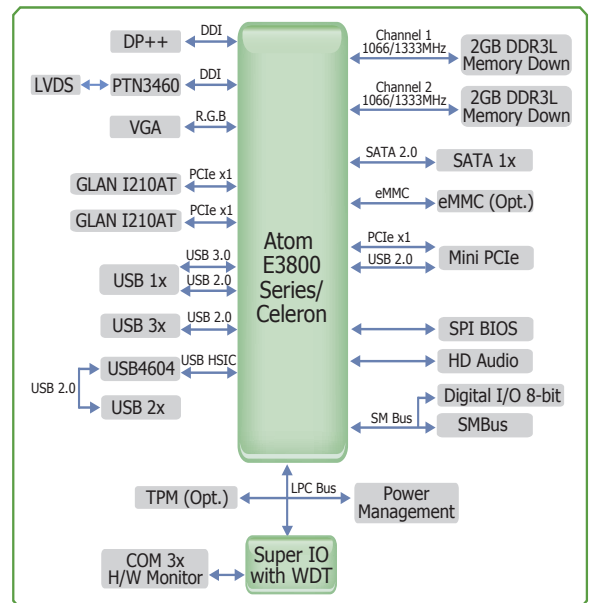 DP++
DDI
LVDS
PTN3460
DDI
VGA
R.G.B
GLAN I210AT
PCIe x1
GLAN I210AT
PCIe x1
USB 1x
USB 3.0
USB 2.0
USB 3x
USB 2.0
USB4604
USB HSIC
USB 2.0
USB 2x
Atom
E3800
Series/
Celeron
Channel 1
1066/1333MHz
2GB DDR3L
Memory Down
Channel 2
1066/1333MHz
2GB DDR3L
Memory Down
SATA 2.0
SATA 1x
eMMC
eMMC (Opt.)
PCIe x1
USB 2.0
Mini PCIe
SPI BIOS
HD Audio
Digital I/O 8-bit
SM Bus
SMBus
TPM (Opt.)
LPC Bus
Power
Management
COM 3x
H/W Monitor
Super IO
with WDT